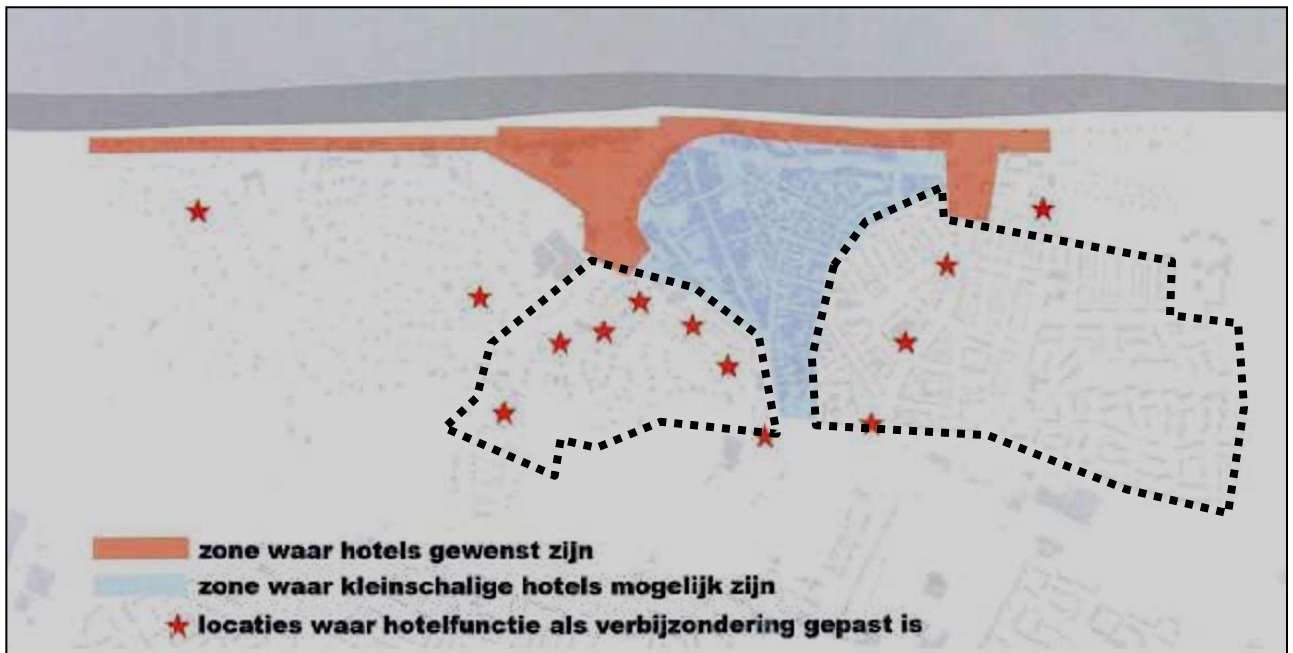 zone waar hotels gewenst zijn
zone waar kleinschalige hotels mogelijk zijn
locaties waar hotelfunctie als verbijzondering gepast is